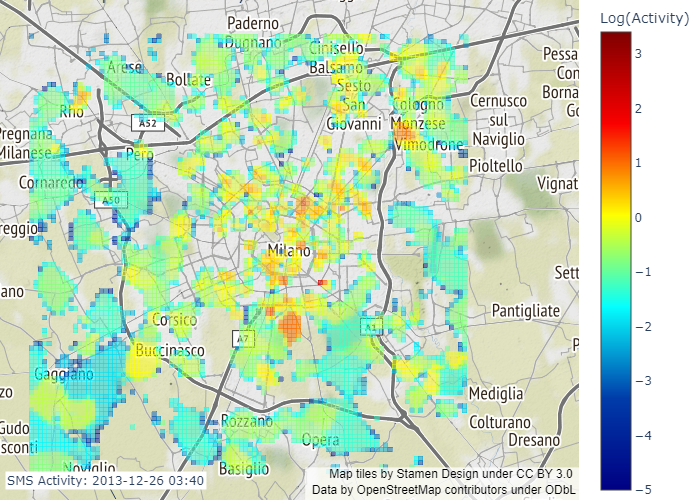 Log(Activity)
3
2
1
0
−1
−2
−3
−4
−5
Paderno
Dugnano
Cinisello
Balsamo
Sesto
San
Giovanni
Arese
Bollate
Rho
A52
Pero
Pregnana
Milanese
Cornaredo
A50
reggio
Cologno
Monzese
Vimodrone
Cernusco
sul
Naviglio
Pioltello
Pessa
Con
Borna
Go
Vignat
Milano
ano
Corsico
Buccinasco
A7
A1
Sett
Pantigliate
P
Gaggiano
zo
Gudo
sconti
Noviglio
Rozzano
Opera
Basiglio
Mediglia
Colturano
Dresano
SMS Activity: 2013-12-26 03:40
Map tiles by Stamen Design under CC BY 3.0
Data by OpenStreetMap contributors under ODbL